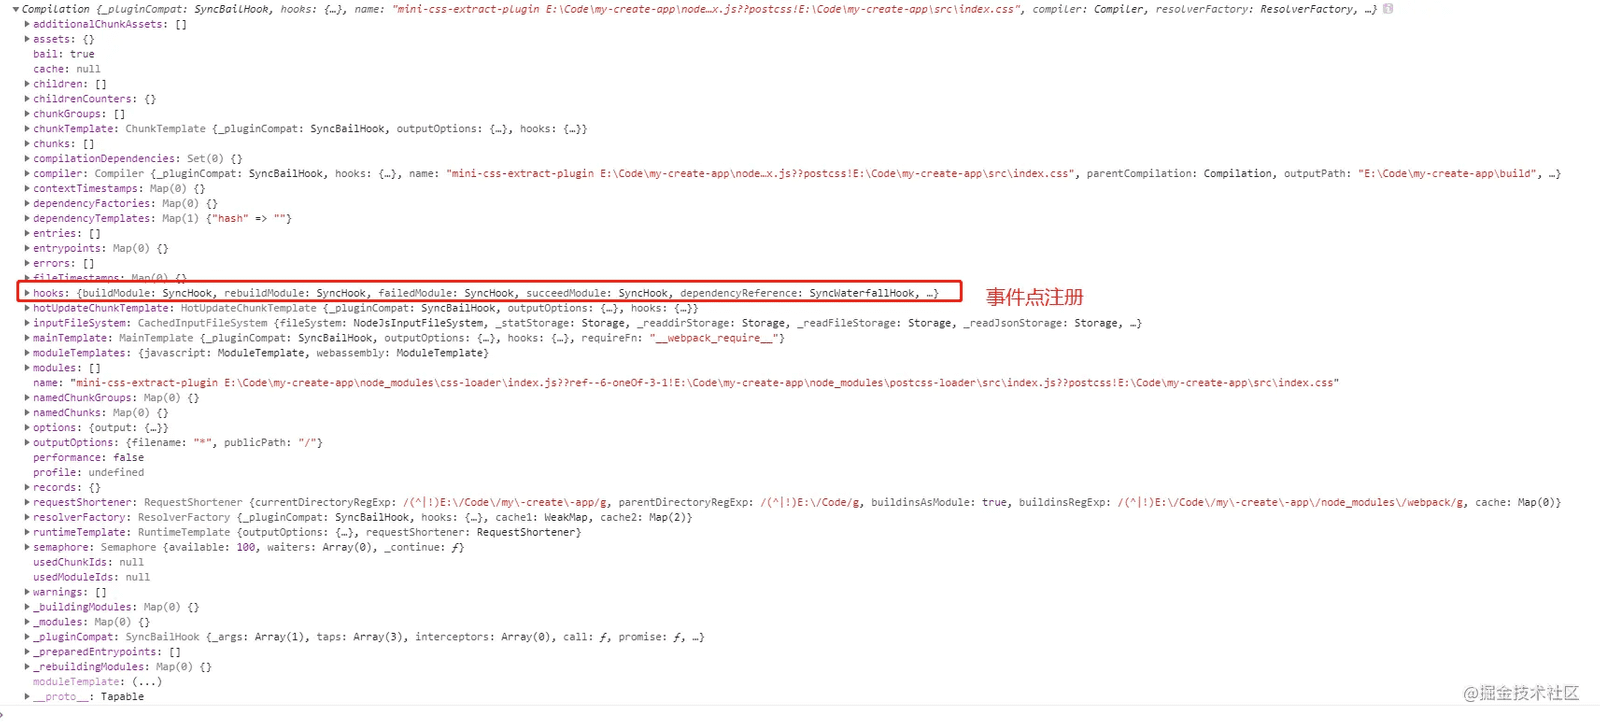 Compilation {_pluginCompat: SyncBailHook, hooks: {…}, name: "mini-css-extract-plugin E:\Code\my-create-app\node…x.js??postcss!E:\Code\my-create-app\src\index.css", compiler: Compiler, resolverFactory: ResolverFactory, …}
additionalChunkAssets: []
assets: {}
bail: true
cache: null
children: []
childrenCounters: {}
chunkGroups: []
chunkTemplate: ChunkTemplate {_pluginCompat: SyncBailHook, outputOptions: {…}, hooks: {…}}
chunks: []
compilationDependencies: Set(0) {}
compiler: Compiler {_pluginCompat: SyncBailHook, hooks: {…}, name: "mini-css-extract-plugin E:\Code\my-create-app\node…x.js??postcss!E:\Code\my-create-app\src\index.css", parentCompilation: Compilation, outputPath: "E:\Code\my-create-app\build", …}
contextTimestamps: Map(0) {}
dependencyFactories: Map(0) {}
dependencyTemplates: Map(1) {"hash" => ""}
entries: []
entrypoints: Map(0) {}
errors: []
fileTimestamps: Map(0) {}
hooks: {buildModule: SyncHook, rebuildModule: SyncHook, failedModule: SyncHook, succeedModule: SyncHook, dependencyReference: SyncWaterfallHook, …}
事件点注册
hotUpdateChunkTemplate: HotUpdateChunkTemplate {_pluginCompat: SyncBailHook, outputOptions: {…}, hooks: {…}}
inputFileSystem: CachedInputFileSystem {fileSystem: NodeJsInputFileSystem, _statStorage: Storage, _readdirStorage: Storage, _readFileStorage: Storage, _readJsonStorage: Storage, …}
mainTemplate: MainTemplate {_pluginCompat: SyncBailHook, outputOptions: {…}, hooks: {…}, requireFn: "__webpack_require__"}
moduleTemplates: {javascript: ModuleTemplate, webassembly: ModuleTemplate}
modules: []
name: "mini-css-extract-plugin E:\Code\my-create-app\node_modules\css-loader\index.js??ref--6-oneOf-3-1!E:\Code\my-create-app\node_modules\postcss-loader\src\index.js??postcss!E:\Code\my-create-app\src\index.css"
namedChunkGroups: Map(0) {}
namedChunks: Map(0) {}
options: {output: {…}}
outputOptions: {filename: "*", publicPath: "/"}
performance: false
profile: undefined
records: {}
requestShortener: RequestShortener {currentDirectoryRegExp: /(^|!)E:\/Code\/my\-create\-app/g, parentDirectoryRegExp: /(^|!)E:\/Code/g, buildinsAsModule: true, buildinsRegExp: /(^|!)E:\/Code\/my\-create\-app\/node_modules\/webpack/g, cache: Map(0)}
resolverFactory: ResolverFactory {_pluginCompat: SyncBailHook, hooks: {…}, cache1: WeakMap, cache2: Map(2)}
runtimeTemplate: RuntimeTemplate {outputOptions: {…}, requestShortener: RequestShortener}
semaphore: Semaphore {available: 100, waiters: Array(0), _continue: ƒ}
usedChunkIds: null
usedModuleIds: null
warnings: []
_buildingModules: Map(0) {}
_modules: Map(0) {}
_pluginCompat: SyncBailHook {_args: Array(1), taps: Array(3), interceptors: Array(0), call: ƒ, promise: ƒ, …}
_preparedEntrypoints: []
_rebuildingModules: Map(0) {}
moduleTemplate: (...)
__proto__: Tapable
@掘金技术社区